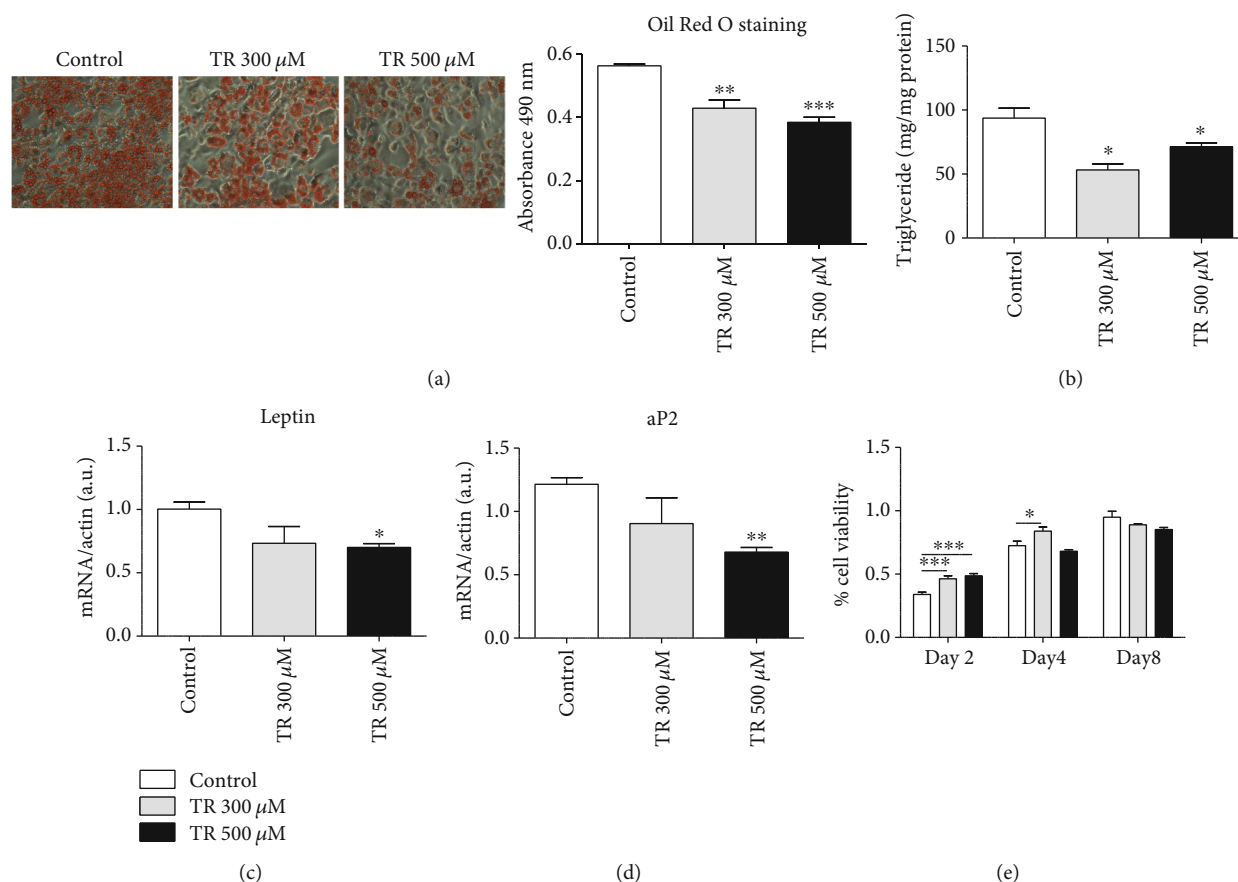 Control
TR 300 μM
TR 500 μM
Oil Red O staining
Absorbance 490 nm
0.6
0.4
0.2
0.0
**
***
Control
TR 300 μM
TR 500 μM
(a)
Triglyceride (mg/mg protein)
150
100
50
0
*
*
Control
TR 300 μM
TR 500 μM
(b)
Leptin
mRNA/actin (a.u.)
1.5
1.0
0.5
0.0
*
Control
TR 300 μM
TR 500 μM
Control
TR 300 μM
TR 500 μM
(c)
aP2
mRNA/actin (a.u.)
1.5
1.0
0.5
0.0
**
Control
TR 300 μM
TR 500 μM
(d)
% cell viability
1.5
1.0
0.5
0.0
***
***
*
Day 2
Day4
Day8
(e)